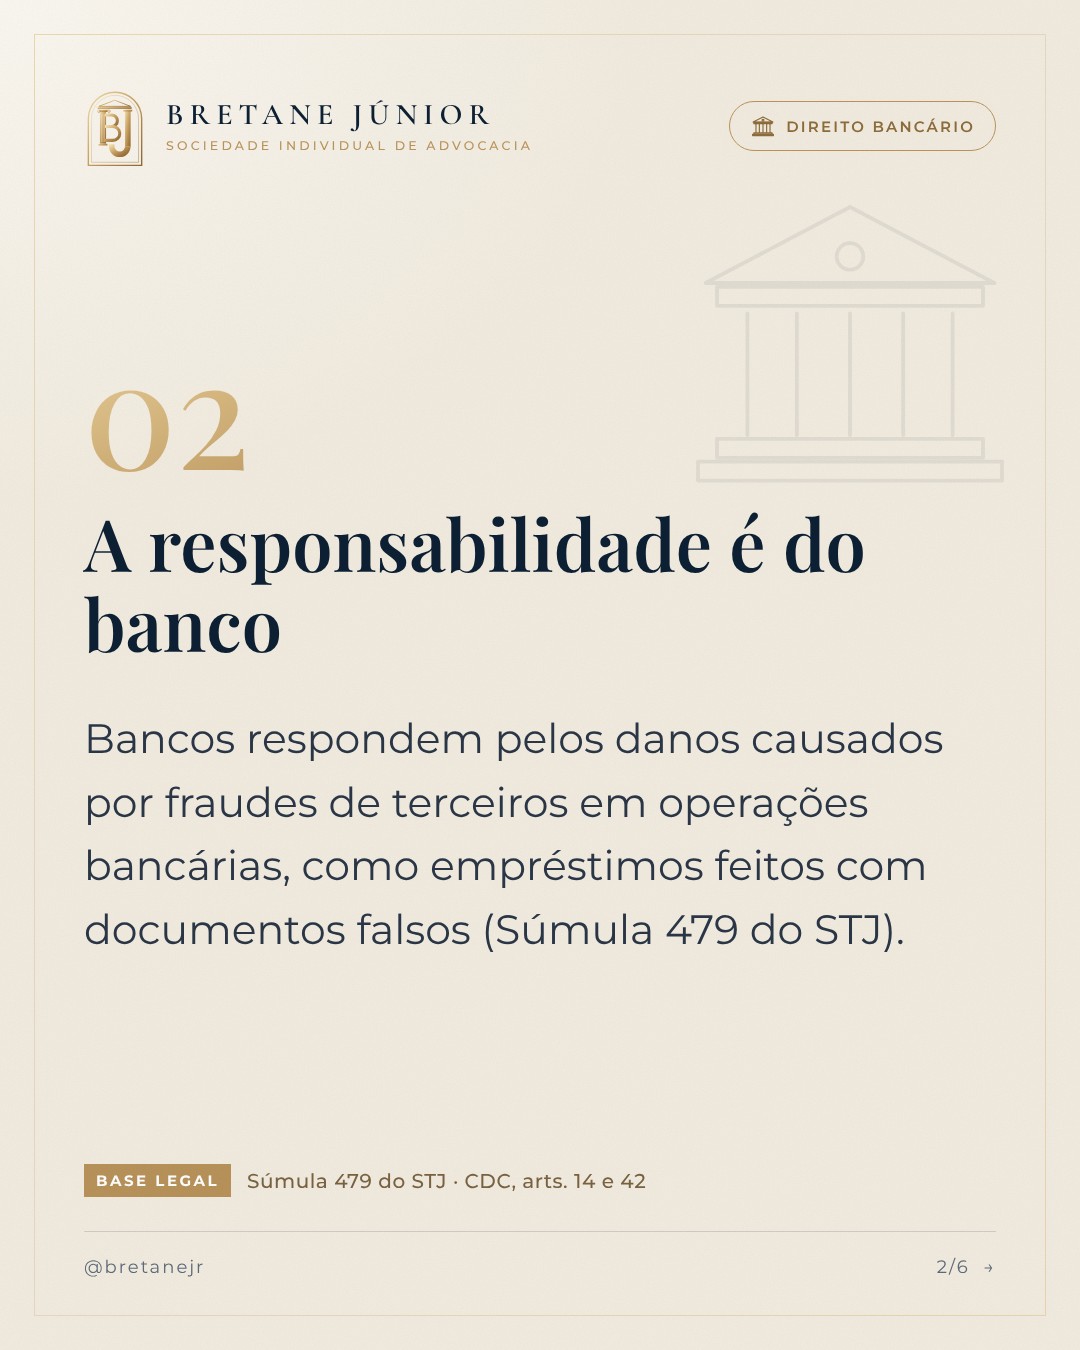 BJ
BRETANE JÚNIOR
SOCIEDADE INDIVIDUAL DE ADVOCACIA
DIREITO BANCÁRIO
02
A responsabilidade é do
banco
Bancos respondem pelos danos causados
por fraudes de terceiros em operações
bancárias, como empréstimos feitos com
documentos falsos (Súmula 479 do STJ).
BASE LEGAL Súmula 479 do STJ · CDC, arts. 14 e 42
@bretanejr
2/6 →